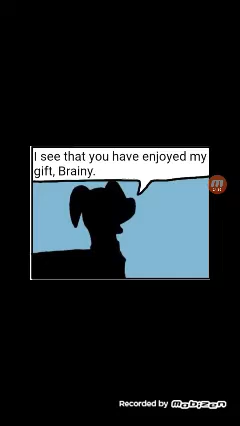 I see that you have enjoyed my
gift, Brainy.
Recorded by Mobizen